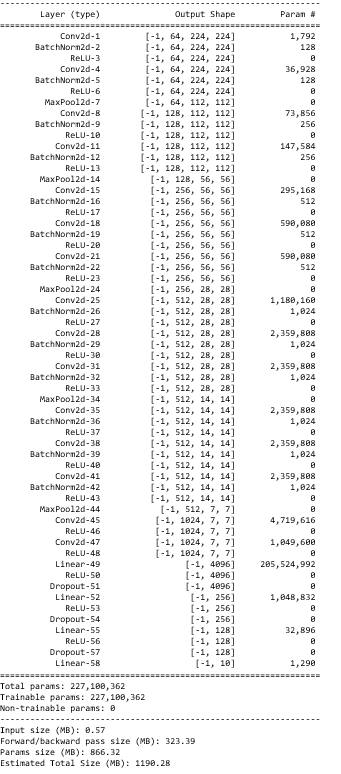 ----------------------------------------------------------------
Layer (type) Output Shape Param #
================================================================
Conv2d-1 [-1, 64, 224, 224] 1,792
BatchNorm2d-2 [-1, 64, 224, 224] 128
ReLU-3 [-1, 64, 224, 224] 0
Conv2d-4 [-1, 64, 224, 224] 36,928
BatchNorm2d-5 [-1, 64, 224, 224] 128
ReLU-6 [-1, 64, 224, 224] 0
MaxPool2d-7 [-1, 64, 112, 112] 0
Conv2d-8 [-1, 128, 112, 112] 73,856
BatchNorm2d-9 [-1, 128, 112, 112] 256
ReLU-10 [-1, 128, 112, 112] 0
Conv2d-11 [-1, 128, 112, 112] 147,584
BatchNorm2d-12 [-1, 128, 112, 112] 256
ReLU-13 [-1, 128, 112, 112] 0
MaxPool2d-14 [-1, 128, 56, 56] 0
Conv2d-15 [-1, 256, 56, 56] 295,168
BatchNorm2d-16 [-1, 256, 56, 56] 512
ReLU-17 [-1, 256, 56, 56] 0
Conv2d-18 [-1, 256, 56, 56] 590,080
BatchNorm2d-19 [-1, 256, 56, 56] 512
ReLU-20 [-1, 256, 56, 56] 0
Conv2d-21 [-1, 256, 56, 56] 590,080
BatchNorm2d-22 [-1, 256, 56, 56] 512
ReLU-23 [-1, 256, 56, 56] 0
MaxPool2d-24 [-1, 256, 28, 28] 0
Conv2d-25 [-1, 512, 28, 28] 1,180,160
BatchNorm2d-26 [-1, 512, 28, 28] 1,024
ReLU-27 [-1, 512, 28, 28] 0
Conv2d-28 [-1, 512, 28, 28] 2,359,808
BatchNorm2d-29 [-1, 512, 28, 28] 1,024
ReLU-30 [-1, 512, 28, 28] 0
Conv2d-31 [-1, 512, 28, 28] 2,359,808
BatchNorm2d-32 [-1, 512, 28, 28] 1,024
ReLU-33 [-1, 512, 28, 28] 0
MaxPool2d-34 [-1, 512, 14, 14] 0
Conv2d-35 [-1, 512, 14, 14] 2,359,808
BatchNorm2d-36 [-1, 512, 14, 14] 1,024
ReLU-37 [-1, 512, 14, 14] 0
Conv2d-38 [-1, 512, 14, 14] 2,359,808
BatchNorm2d-39 [-1, 512, 14, 14] 1,024
ReLU-40 [-1, 512, 14, 14] 0
Conv2d-41 [-1, 512, 14, 14] 2,359,808
BatchNorm2d-42 [-1, 512, 14, 14] 1,024
ReLU-43 [-1, 512, 14, 14] 0
MaxPool2d-44 [-1, 512, 7, 7] 0
Conv2d-45 [-1, 1024, 7, 7] 4,719,616
ReLU-46 [-1, 1024, 7, 7] 0
Conv2d-47 [-1, 1024, 7, 7] 1,049,600
ReLU-48 [-1, 1024, 7, 7] 0
Linear-49 [-1, 4096] 205,524,992
ReLU-50 [-1, 4096] 0
Dropout-51 [-1, 4096] 0
Linear-52 [-1, 256] 1,048,832
ReLU-53 [-1, 256] 0
Dropout-54 [-1, 256] 0
Linear-55 [-1, 128] 32,896
ReLU-56 [-1, 128] 0
Dropout-57 [-1, 128] 0
Linear-58 [-1, 10] 1,290
================================================================
Total params: 227,100,362
Trainable params: 227,100,362
Non-trainable params: 0
----------------------------------------------------------------
Input size (MB): 0.57
Forward/backward pass size (MB): 323.39
Params size (MB): 866.32
Estimated Total Size (MB): 1190.28